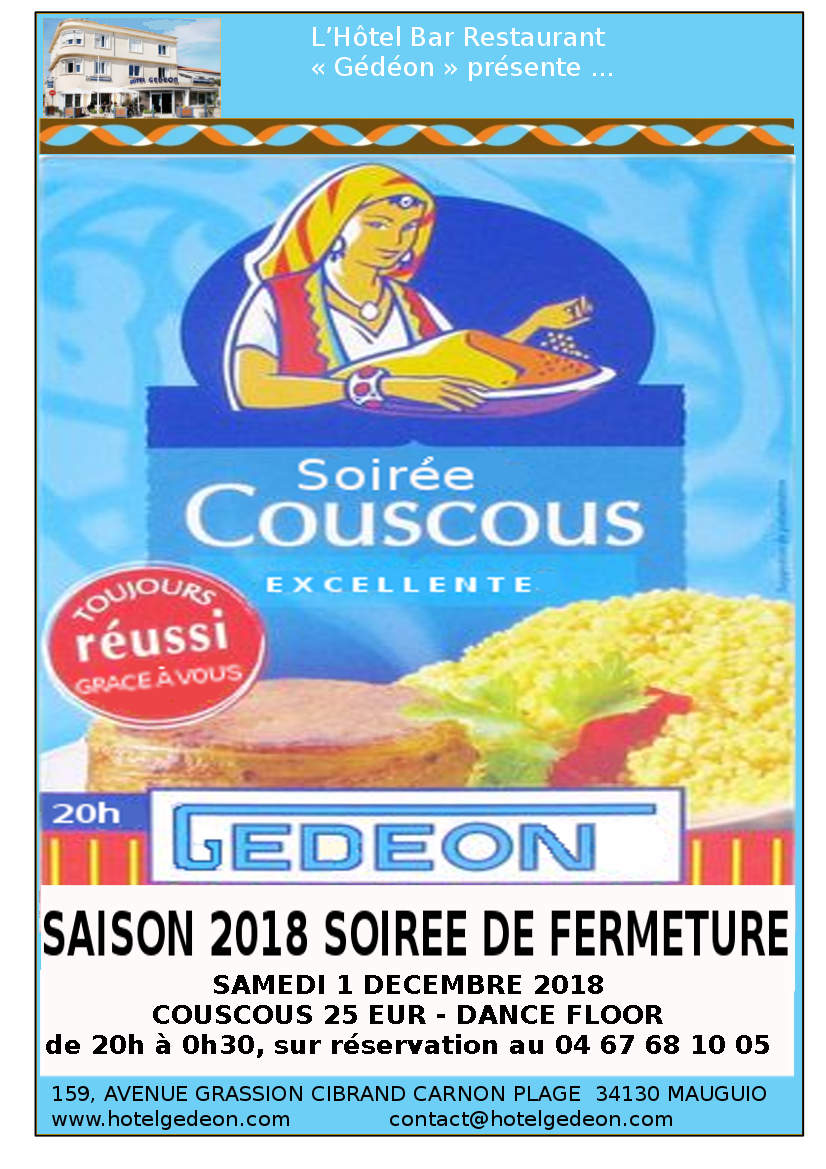 L’Hôtel Bar Restaurant
« Gédéon » présente ...
HOTEL GEDEON
Soirée
Couscous
EXCELLENTE
TOUJOURS
réussi
GRACE À VOUS
20h
GEDEON
SAISON 2018 SOIREE DE FERMETURE
SAMEDI 1 DECEMBRE 2018
COUSCOUS 25 EUR - DANCE FLOOR
de 20h à 0h30, sur réservation au 04 67 68 10 05
159, AVENUE GRASSION CIBRAND CARNON PLAGE 34130 MAUGUIO
www.hotelgedeon.com contact@hotelgedeon.com